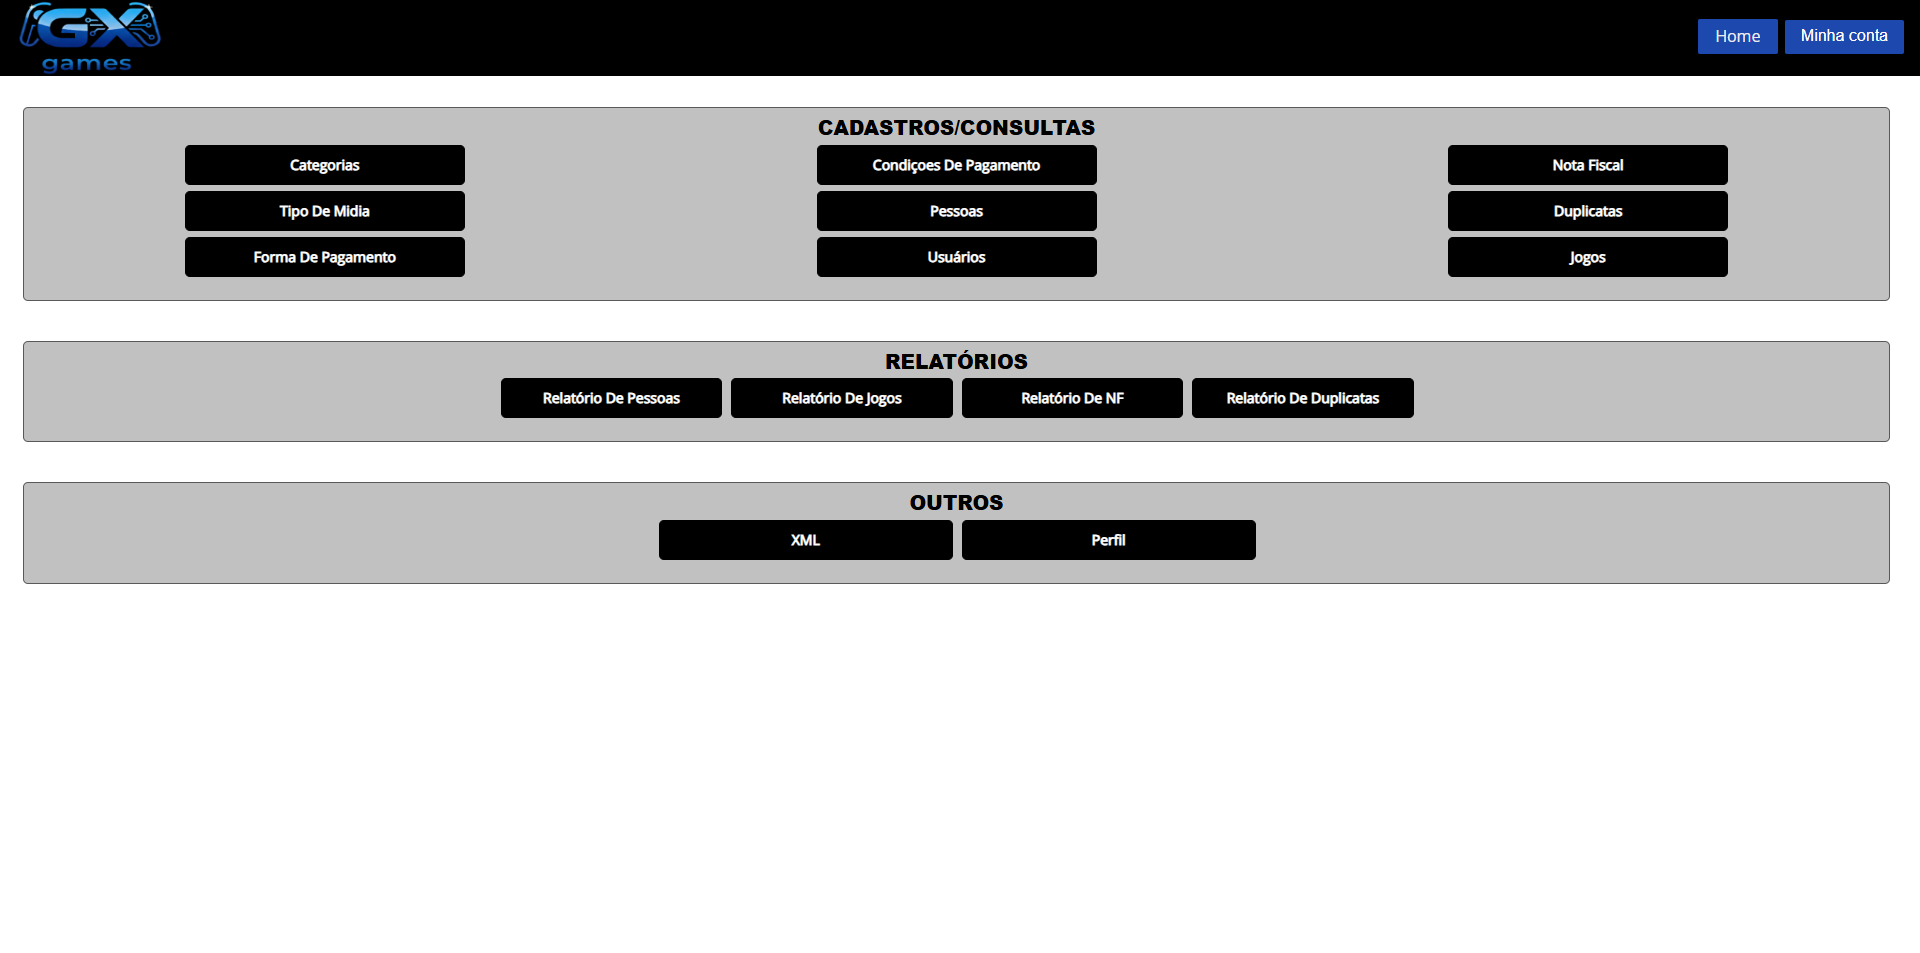 GX
games
Home
Minha conta
CADASTROS/CONSULTAS
Categorias
Condiçoes De Pagamento
Nota Fiscal
Tipo De Midia
Pessoas
Duplicatas
Forma De Pagamento
Usuários
Jogos
RELATÓRIOS
Relatório De Pessoas
Relatório De Jogos
Relatório De NF
Relatório De Duplicatas
OUTROS
XML
Perfil